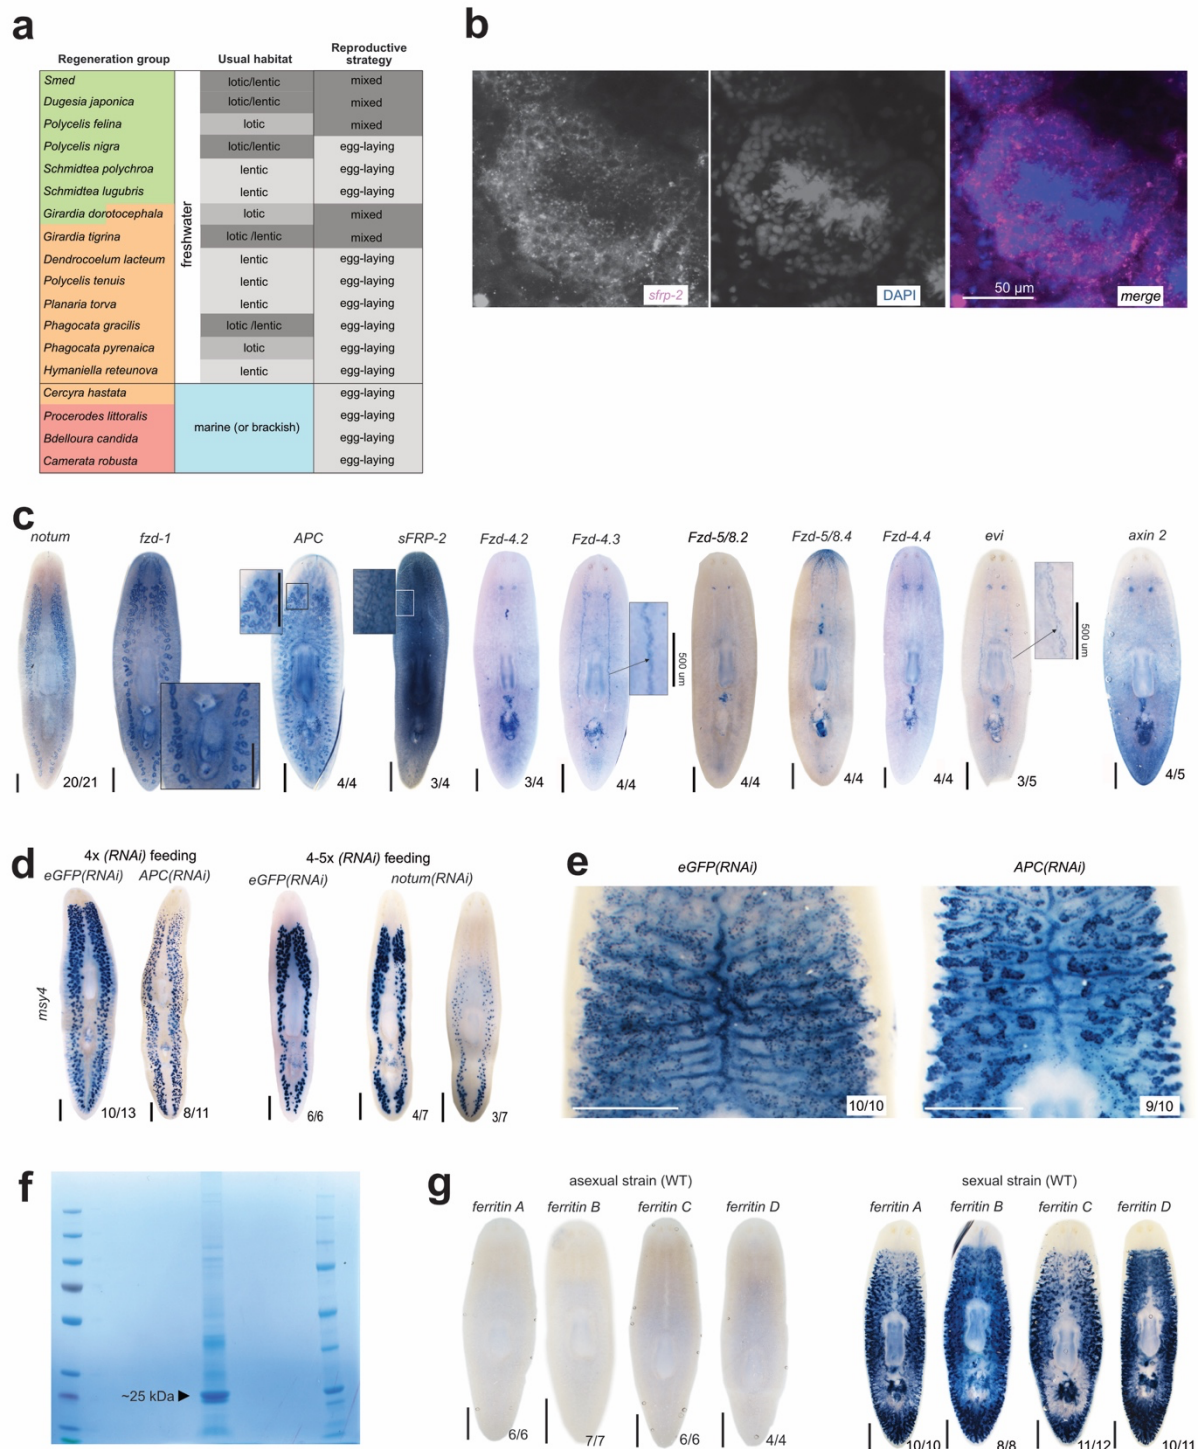 a
Regeneration group Usual habitat Reproductive strategy
Smed lotic/lentic mixed
Dugesia japonica lotic/lentic mixed
Polycelis felina lotic mixed
Polycelis nigra lotic/lentic egg-laying
Schmidtea polychroa lentic egg-laying
Schmidtea lugubris lentic egg-laying
Girardia dorotocephala lotic mixed
Girardia tigrina lotic /lentic mixed
Dendrocoelum lacteum lentic egg-laying
Polycelis tenuis lentic egg-laying
Planaria torva lentic egg-laying
Phagocata gracilis lotic /lentic egg-laying
Phagocata pyrenaica lotic egg-laying
Hymaniella reteunova lentic egg-laying
freshwater
Cercyra hastata egg-laying
Procerodes littoralis egg-laying
marine (or brackish)
Bdelloura candida egg-laying
Camerata robusta egg-laying
b
sfrp-2 DAPI 50 µm merge
c
notum fzd-1 APC sFRP-2 Fzd-4.2 Fzd-4.3 Fzd-5/8.2 Fzd-5/8.4 Fzd-4.4 evi axin 2
500 um
500 um
20/21 4/4 3/4 3/4 4/4 4/4 4/4 4/4 3/5 4/5
d
4x (RNAi) feeding 4-5x (RNAi) feeding
eGFP(RNAi) APC(RNAi) eGFP(RNAi) notum(RNAi)
msy4
10/13 8/11 6/6 4/7 3/7
e
eGFP(RNAi) APC(RNAi)
10/10 9/10
f
~25 kDa
g
asexual strain (WT) sexual strain (WT)
ferritin A ferritin B ferritin C ferritin D ferritin A ferritin B ferritin C ferritin D
6/6 7/7 6/6 4/4 10/10 8/8 11/12